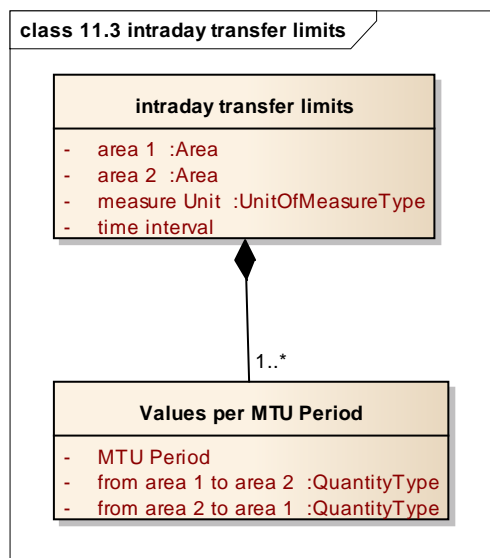 class 11.3 intraday transfer limits
intraday transfer limits
- area 1 :Area
- area 2 :Area
- measure Unit :UnitOfMeasureType
- time interval
1..*
Values per MTU Period
- MTU Period
- from area 1 to area 2 :QuantityType
- from area 2 to area 1 :QuantityType